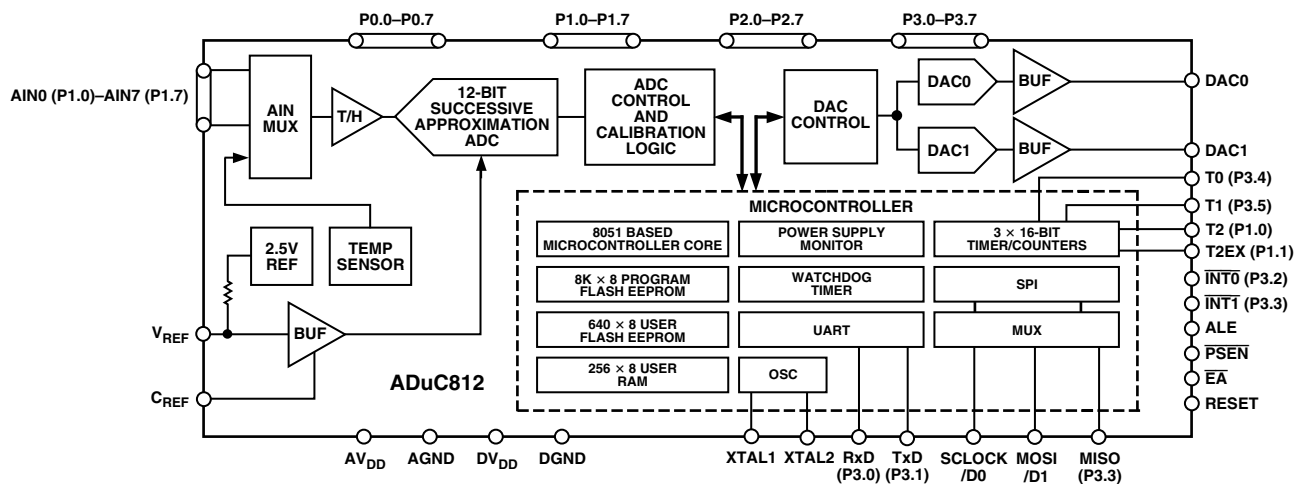 P0.0–P0.7
P1.0–P1.7
P2.0–P2.7
P3.0–P3.7
AIN0 (P1.0)–AIN7 (P1.7)
AIN
MUX
T/H
12-BIT
SUCCESSIVE
APPROXIMATION
ADC
ADC
CONTROL
AND
CALIBRATION
LOGIC
DAC
CONTROL
DAC0
BUF
DAC0
DAC1
BUF
DAC1
T0 (P3.4)
T1 (P3.5)
T2 (P1.0)
T2EX (P1.1)
INT0 (P3.2)
INT1 (P3.3)
ALE
PSEN
EA
RESET
2.5V
REF
TEMP
SENSOR
VREF
BUF
CREF
ADuC812
MICROCONTROLLER
8051 BASED
MICROCONTROLLER CORE
POWER SUPPLY
MONITOR
3 × 16-BIT
TIMER/COUNTERS
8K × 8 PROGRAM
FLASH EEPROM
WATCHDOG
TIMER
SPI
640 × 8 USER
FLASH EEPROM
UART
MUX
256 × 8 USER
RAM
OSC
AVDD
AGND
DVDD
DGND
XTAL1
XTAL2
RxD
(P3.0)
TxD
(P3.1)
SCLOCK
/D0
MOSI
/D1
MISO
(P3.3)